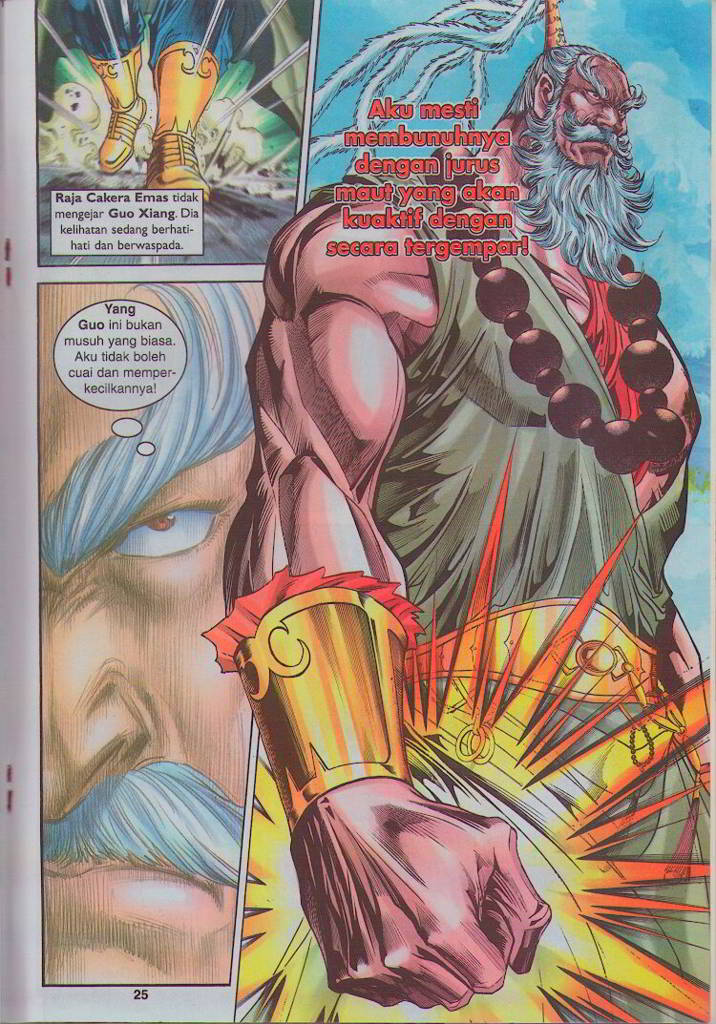 Raja Cakera Emas tidak
mengejar Guo Xiang. Dia
kelihatan sedang berhati-
hati dan berwaspada.
Aku mesti
membunuhnya
dengan jurus
maut yang akan
kuaktif dengan
secara tergempar!
Yang
Guo ini bukan
musuh yang biasa.
Aku tidak boleh
cuai dan memper-
kecilkannya!
25